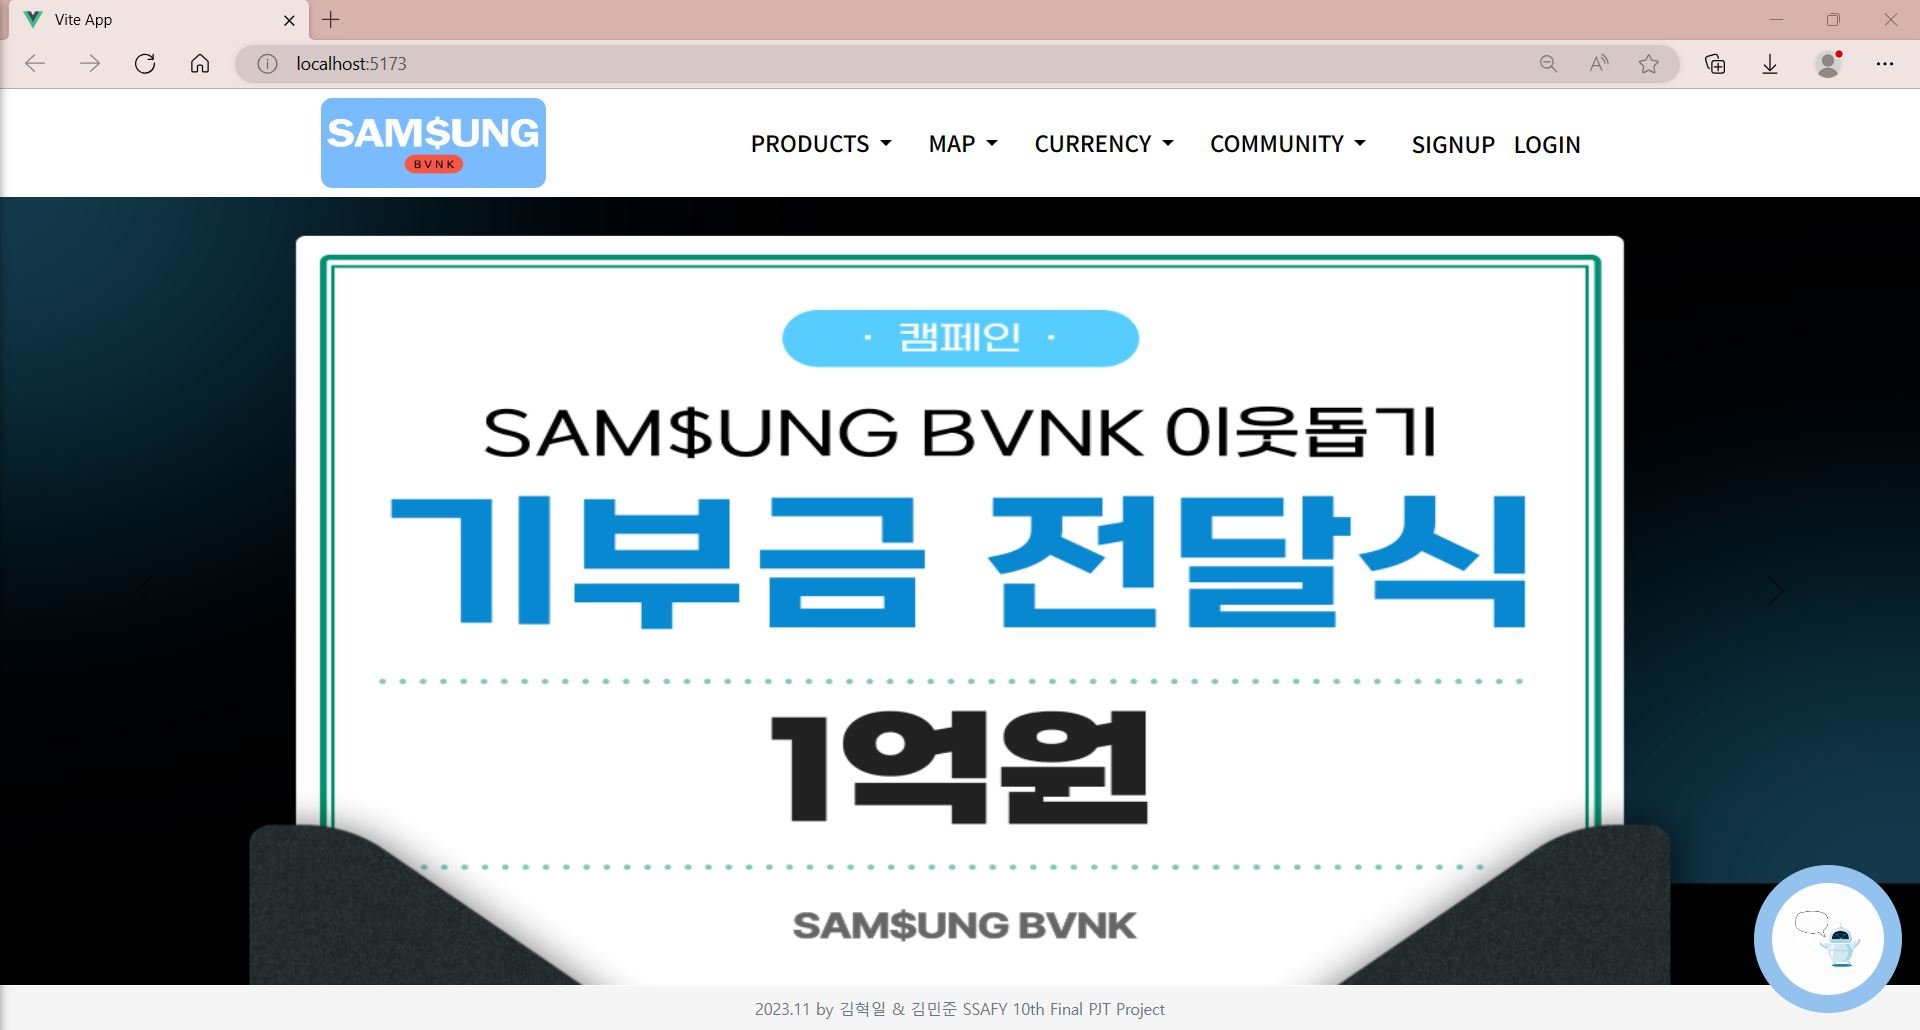 Vite App
localhost:5173
SAM$UNG
BVNK
PRODUCTS MAP CURRENCY COMMUNITY SIGNUP LOGIN
· 캠페인 ·
SAM$UNG BVNK 이웃돕기
기부금 전달식
1억원
SAM$UNG BVNK
2023.11 by 김혁일 & 김민준 SSAFY 10th Final PJT Project